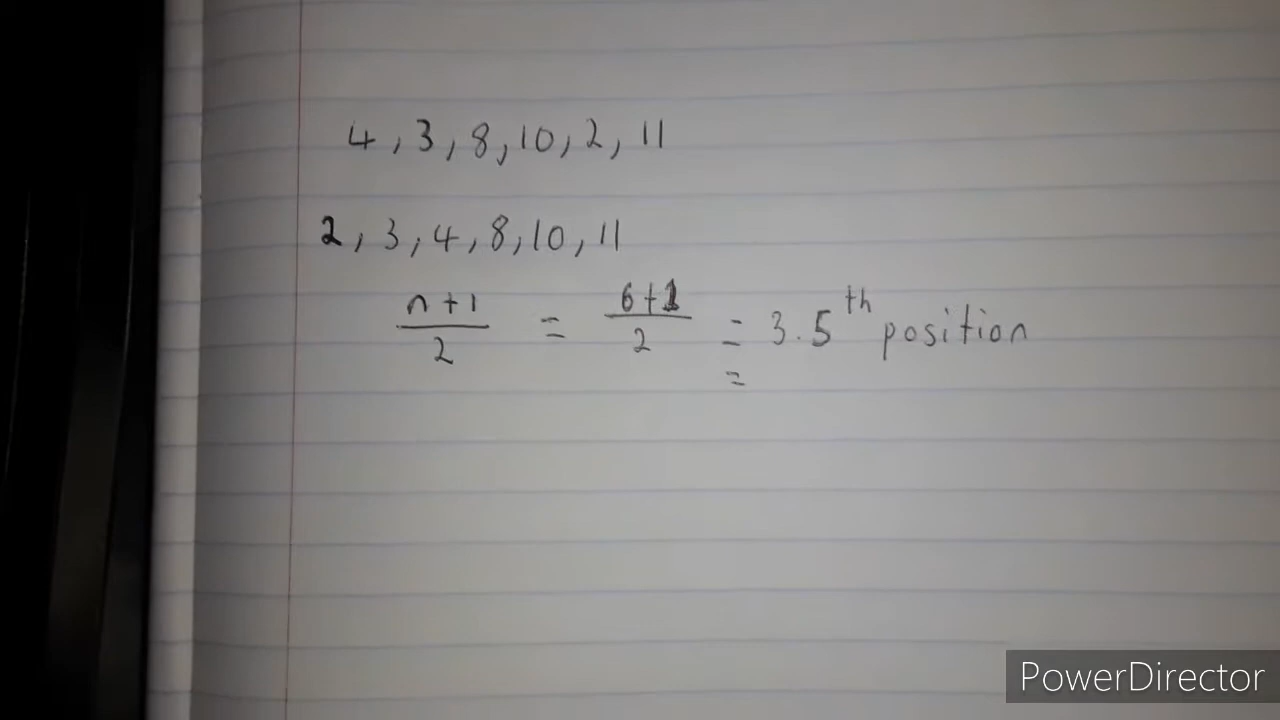 4, 3, 8, 10, 2, 11
2, 3, 4, 8, 10, 11
n+1/2 = 6+1/2 = 3.5th position
=
PowerDirector